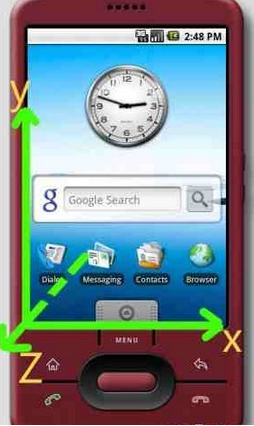 2:48 PM
y
g Google Search
Dialer Messaging Contacts Browser
x
MENU
Z